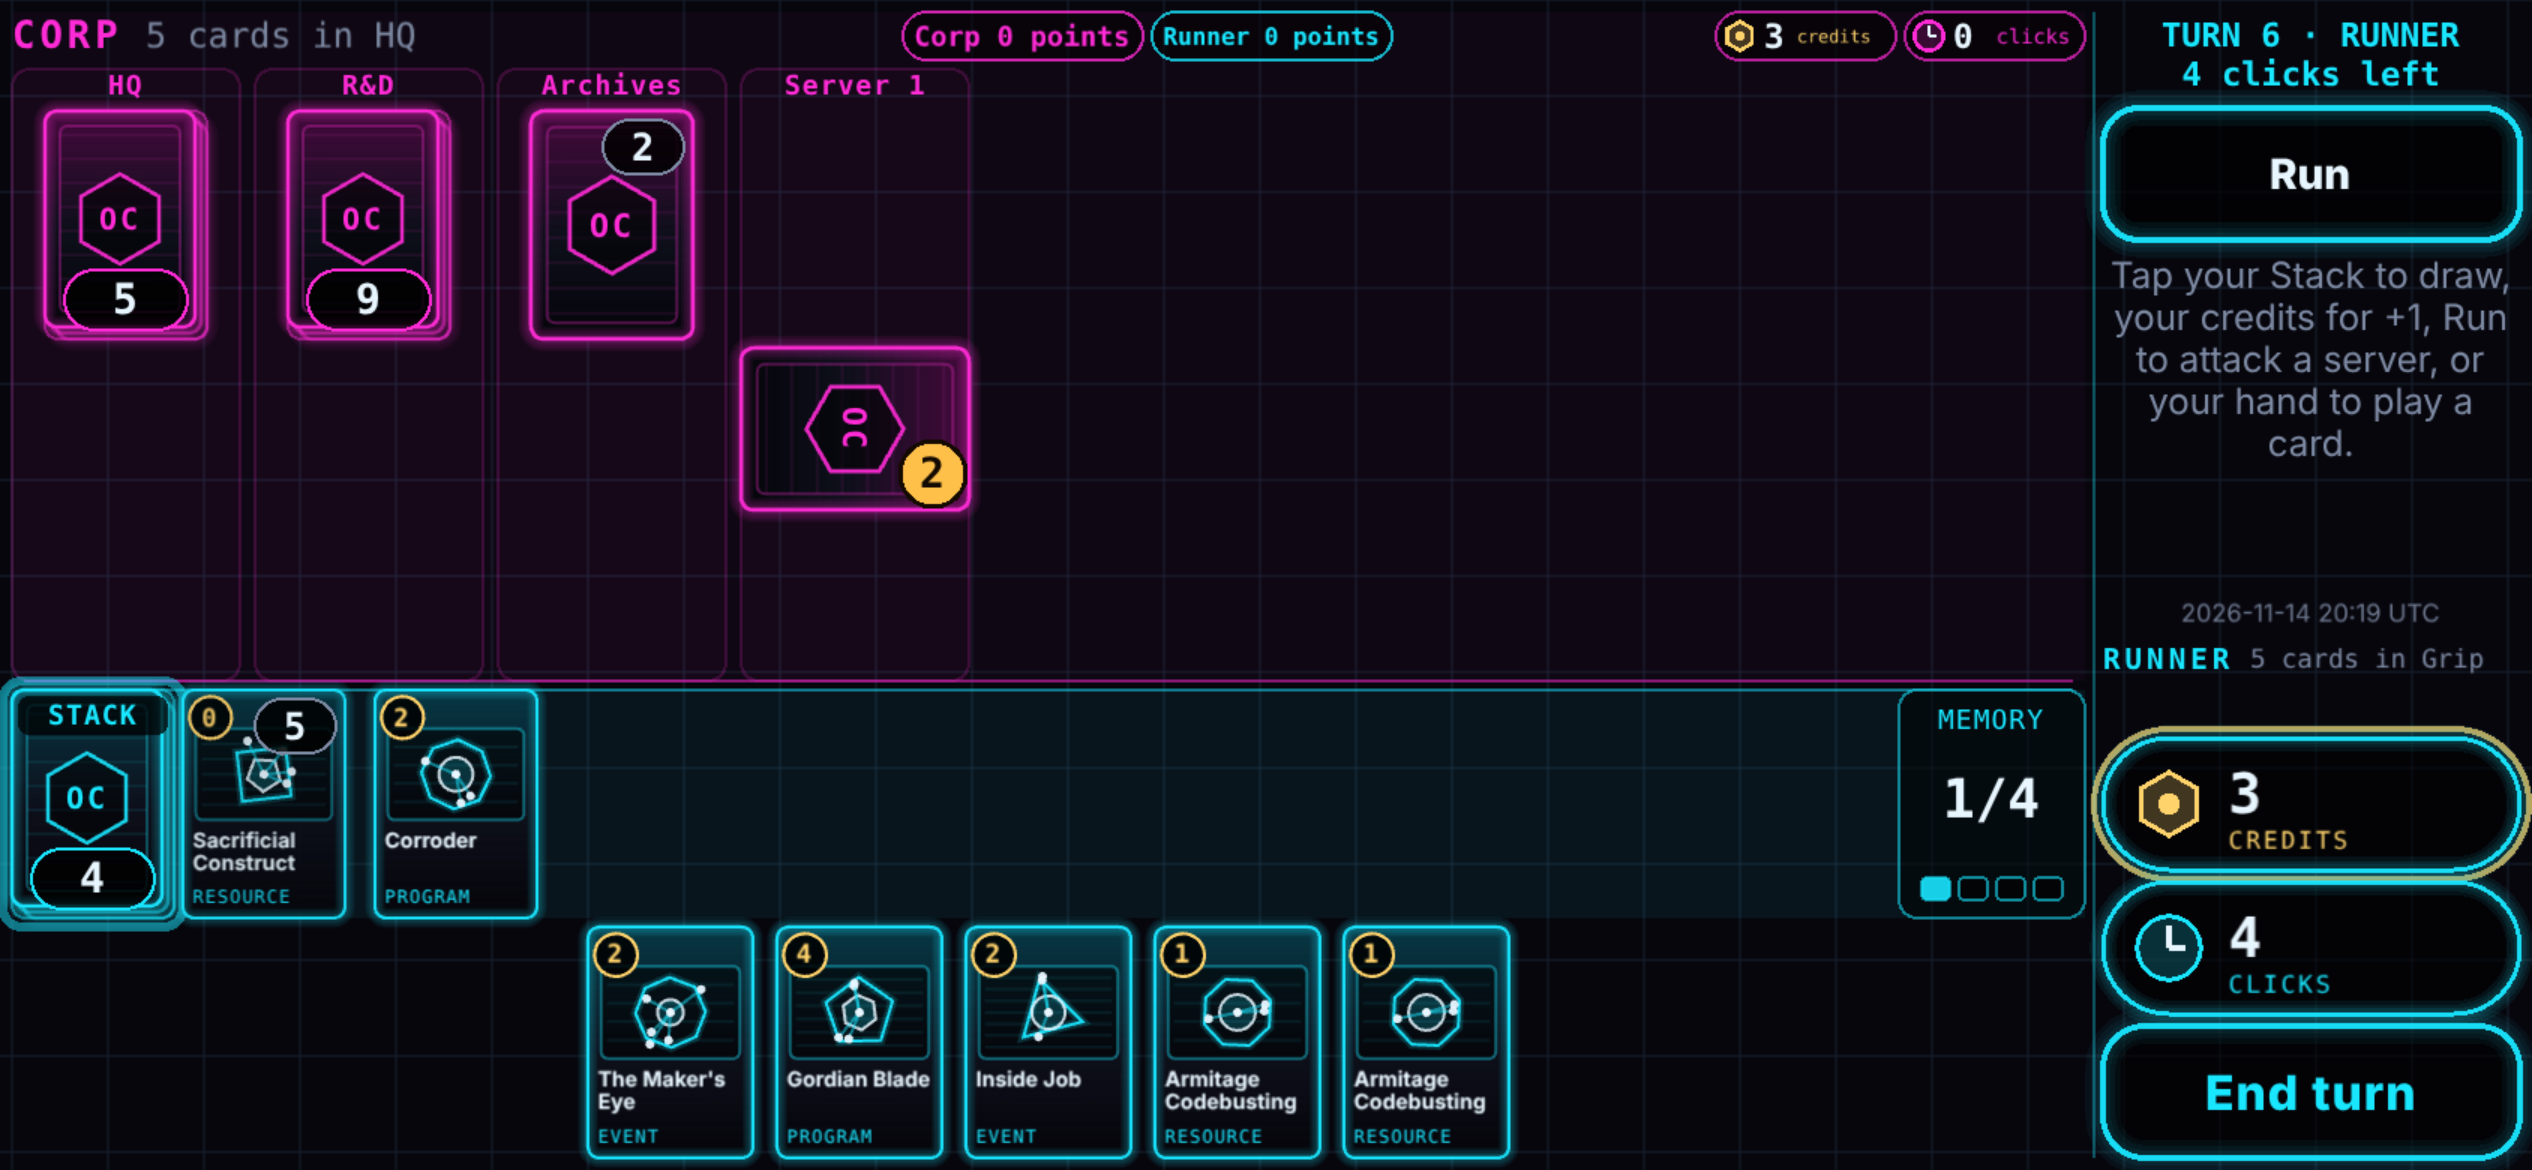 CORP 5 cards in HQ
Corp 0 points
Runner 0 points
3 credits
0 clicks
TURN 6 · RUNNER
4 clicks left
HQ
R&D
Archives
Server 1
OC
5
OC
9
2
OC
OC
2
Run
Tap your Stack to draw,
your credits for +1, Run
to attack a server, or
your hand to play a
card.
2026-11-14 20:19 UTC
RUNNER 5 cards in Grip
STACK
OC
4
0
5
Sacrificial
Construct
RESOURCE
2
Corroder
PROGRAM
MEMORY
1/4
3
CREDITS
4
CLICKS
End turn
2
The Maker's
Eye
EVENT
4
Gordian Blade
PROGRAM
2
Inside Job
EVENT
1
Armitage
Codebusting
RESOURCE
1
Armitage
Codebusting
RESOURCE